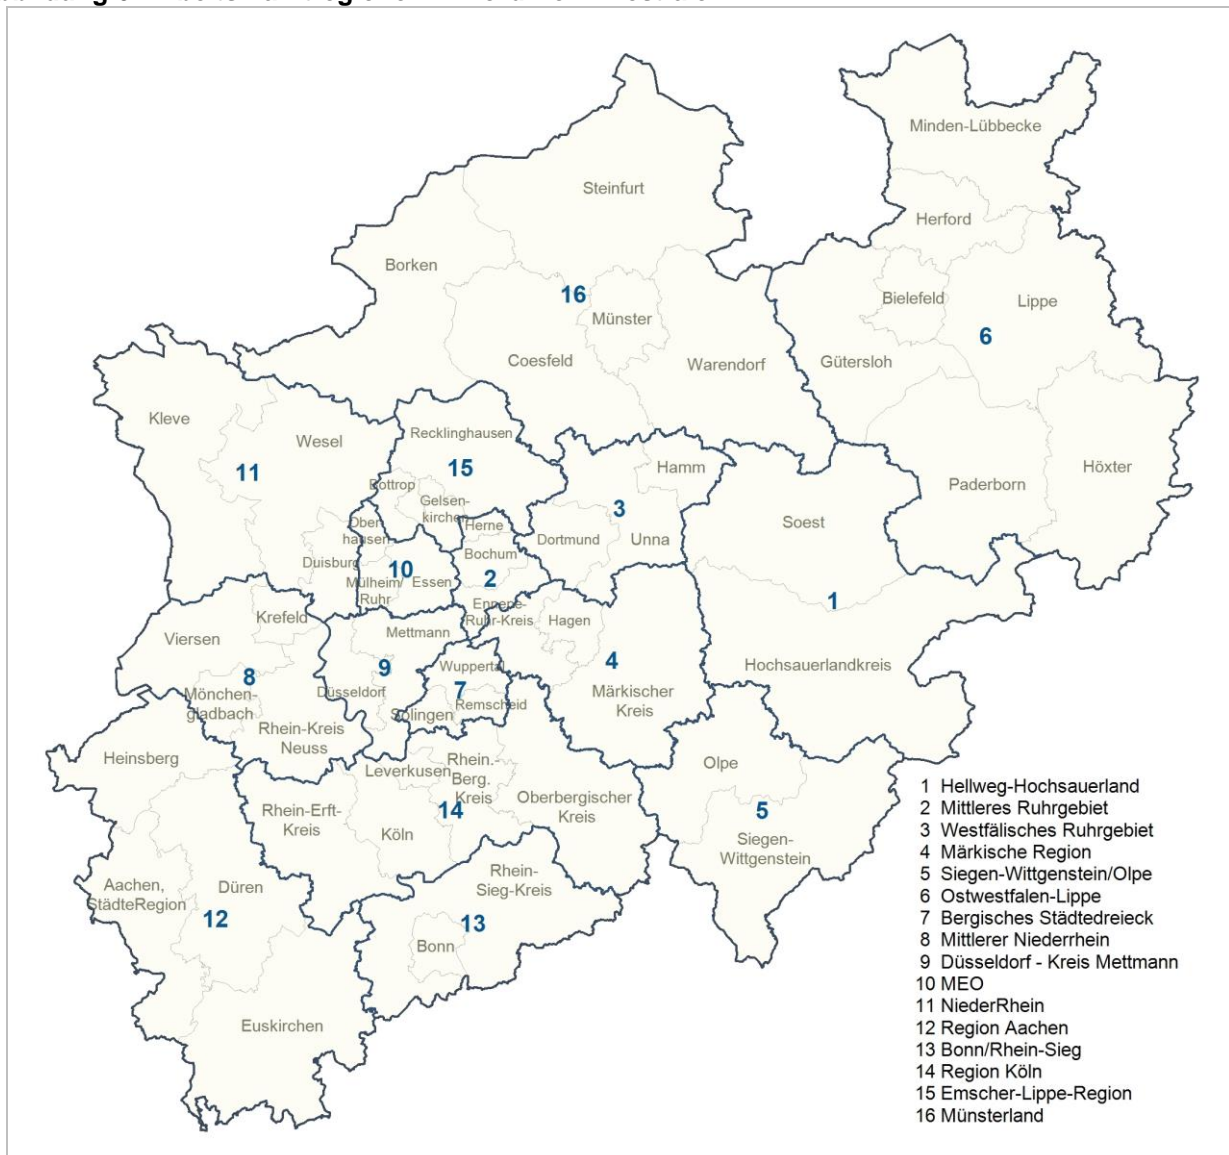 Minden-Lübbecke
Steinfurt
Herford
Borken
16
Münster
Bielefeld
Lippe
6
Coesfeld
Warendorf
Gütersloh
Kleve
Wesel
11
Recklinghausen
15
Hamm
Höxter
Paderborn
Bottrop
Gelsen-
kirchen
3
Soest
Ober-
hausen
Herne
Dortmund
Unna
Duisburg
10
Bochum
Mülheim/
Ruhr
Essen
2
1
Ennepe-
Ruhr-Kreis
Hagen
Krefeld
Viersen
Mettmann
8
9
Wuppertal
4
Hochsauerlandkreis
Mönchen-
gladbach
Düsseldorf
7
Solingen
Remscheid
Märkischer
Kreis
Rhein-Kreis
Neuss
Heinsberg
Leverkusen
Rhein.-
Berg.
Kreis
Olpe
Rhein-Erft-
Kreis
Köln
14
Oberbergischer
Kreis
5
Siegen-
Wittgenstein
Aachen,
StädteRegion
Düren
12
Rhein-
Sieg-Kreis
13
Bonn
Euskirchen
1 Hellweg-Hochsauerland
2 Mittleres Ruhrgebiet
3 Westfälisches Ruhrgebiet
4 Märkische Region
5 Siegen-Wittgenstein/Olpe
6 Ostwestfalen-Lippe
7 Bergisches Städtedreieck
8 Mittlerer Niederrhein
9 Düsseldorf - Kreis Mettmann
10 MEO
11 NiederRhein
12 Region Aachen
13 Bonn/Rhein-Sieg
14 Region Köln
15 Emscher-Lippe-Region
16 Münsterland